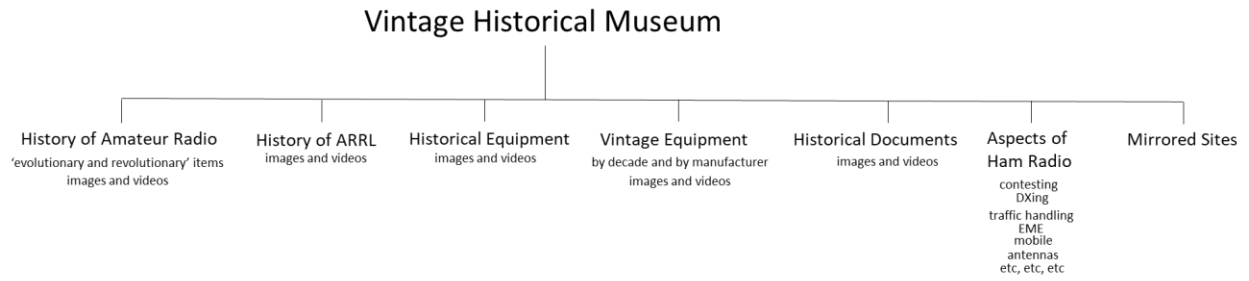 Vintage Historical Museum
History of Amateur Radio
'evolutionary and revolutionary' items
images and videos
History of ARRL
images and videos
Historical Equipment
images and videos
Vintage Equipment
by decade and by manufacturer
images and videos
Historical Documents
images and videos
Aspects of
Ham Radio
contesting
DXing
traffic handling
EME
mobile
antennas
etc, etc, etc
Mirrored Sites